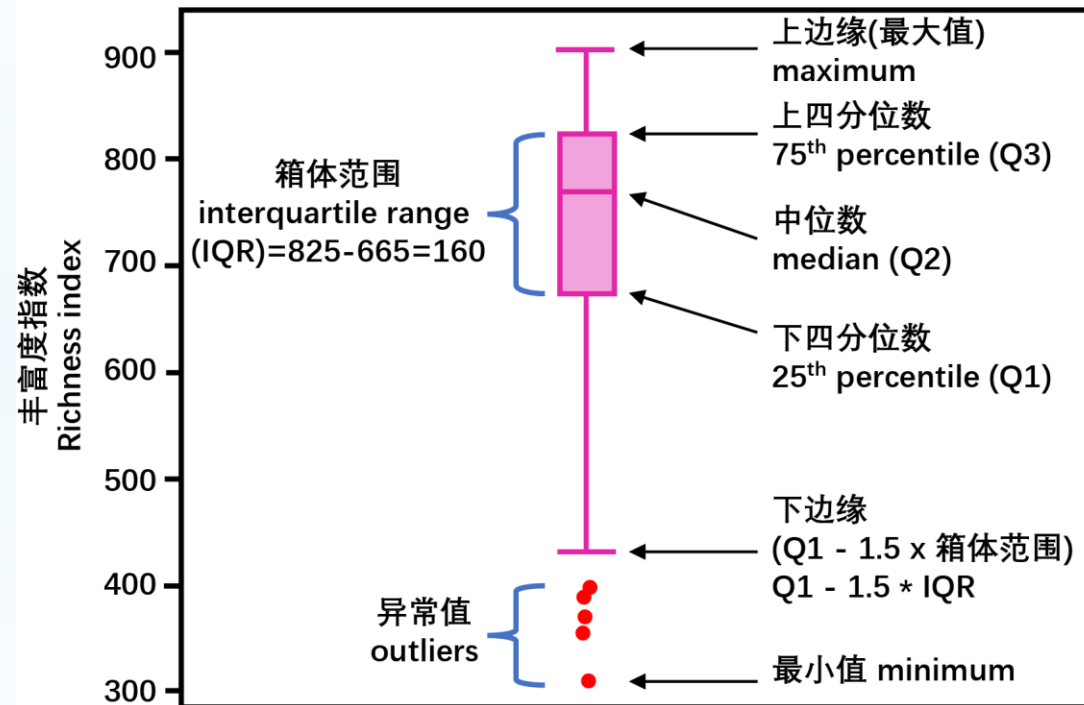 900
800
700
600
500
400
300
丰富度指数
Richness index
箱体范围
interquartile range
(IQR)=825-665=160
异常值
outliers
上边缘(最大值)
maximum
上四分位数
75th percentile (Q3)
中位数
median (Q2)
下四分位数
25th percentile (Q1)
下边缘
(Q1 - 1.5 x 箱体范围)
Q1 - 1.5 * IQR
最小值 minimum